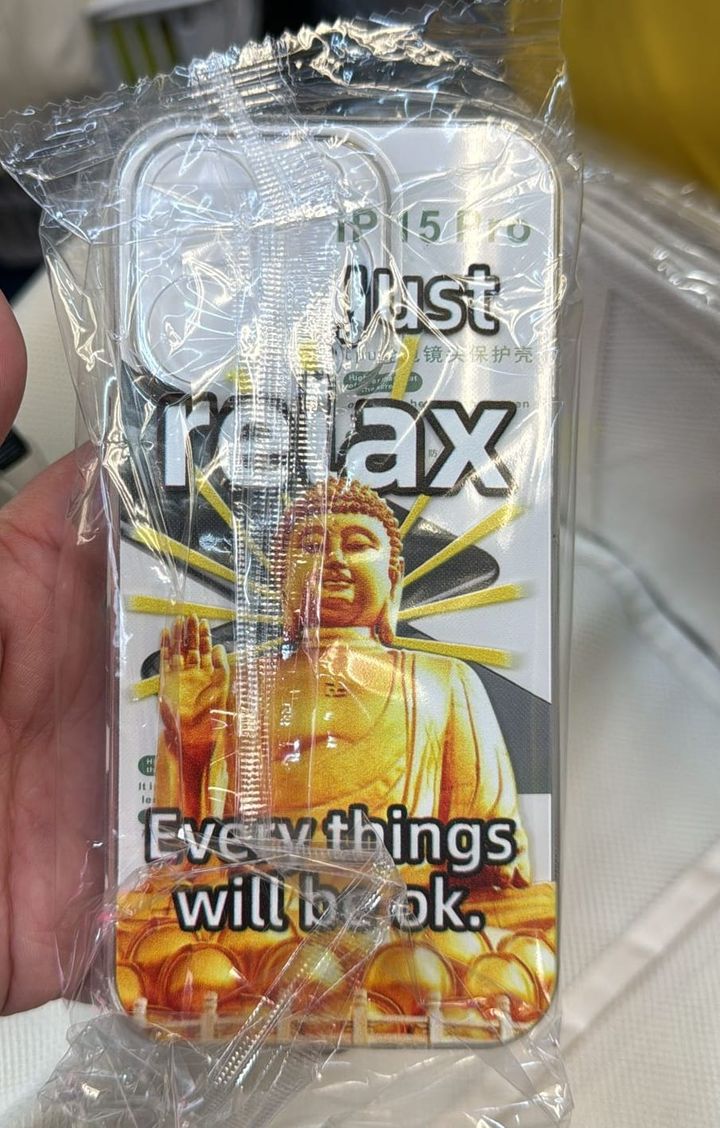 iP 15 Pro
Just
镜头保护壳
relax
Every things
will be ok.